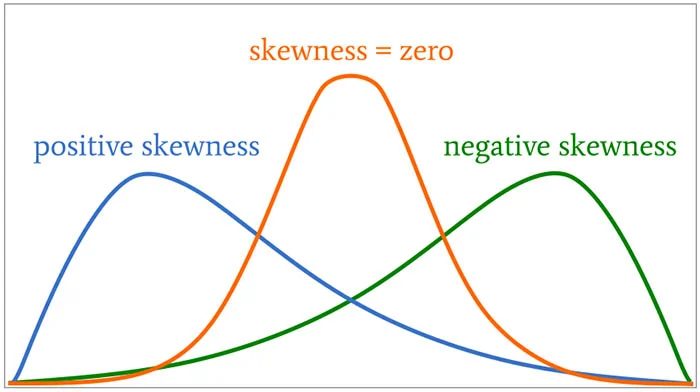 skewness = zero
positive skewness
negative skewness